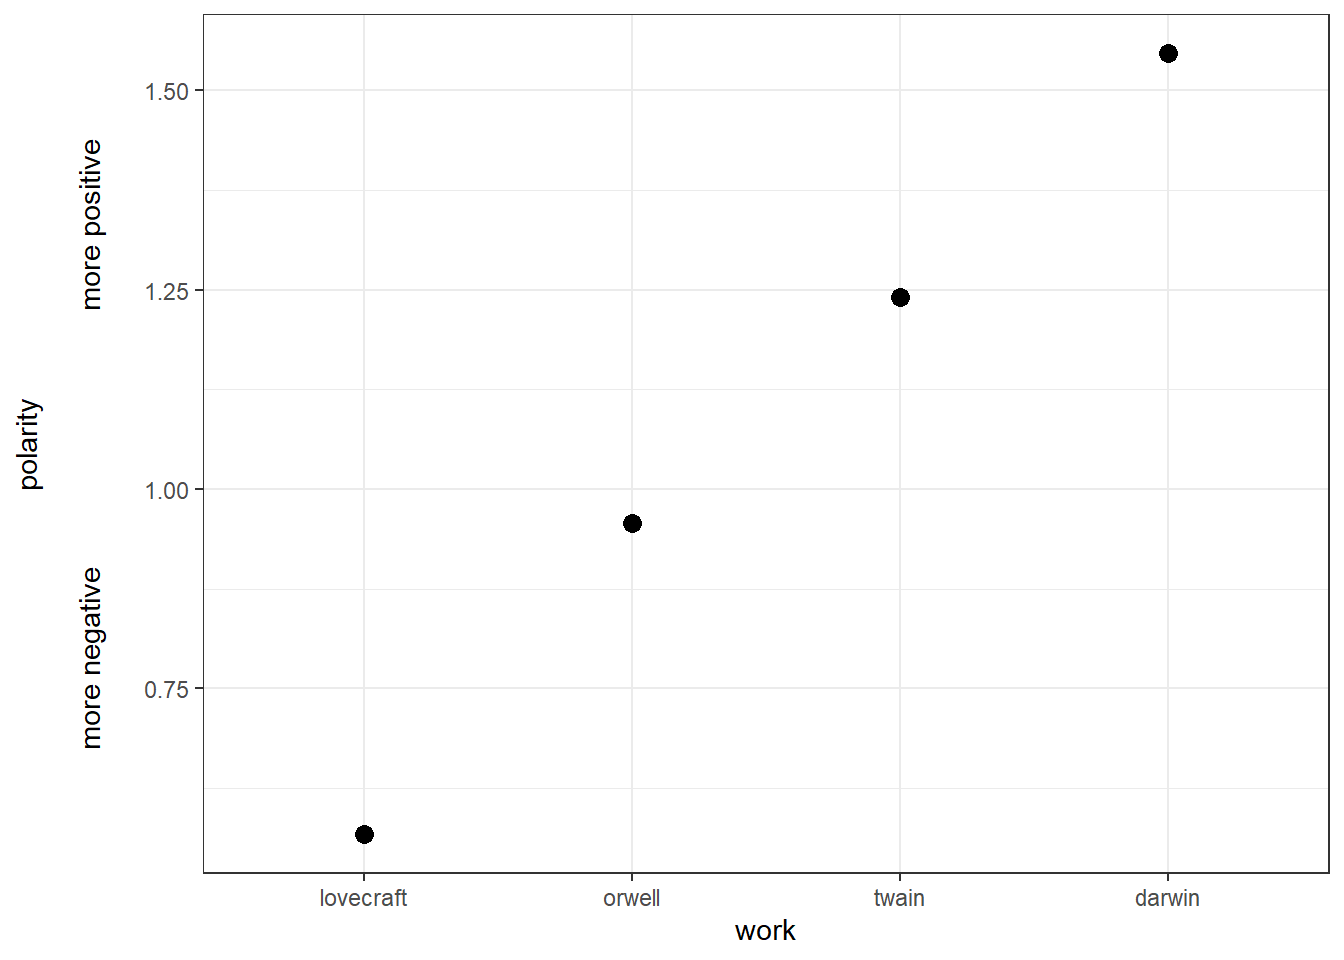 polarity
more positive
more negative
1.50
1.25
1.00
0.75
lovecraft
orwell
twain
darwin
work